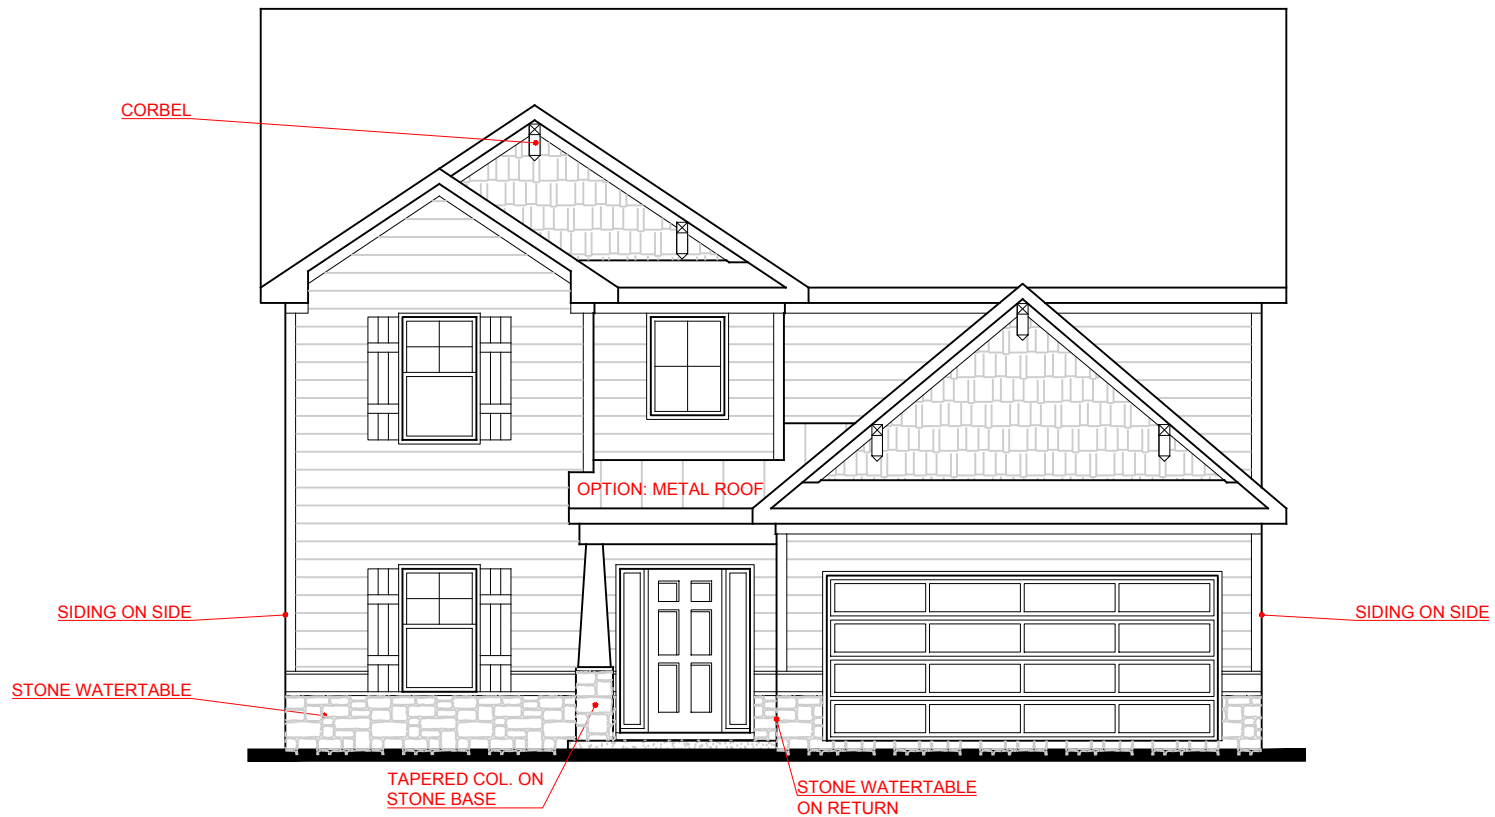 CORBEL
OPTION: METAL ROOF
SIDING ON SIDE
SIDING ON SIDE
STONE WATERTABLE
TAPERED COL. ON
STONE BASE
STONE WATERTABLE
ON RETURN